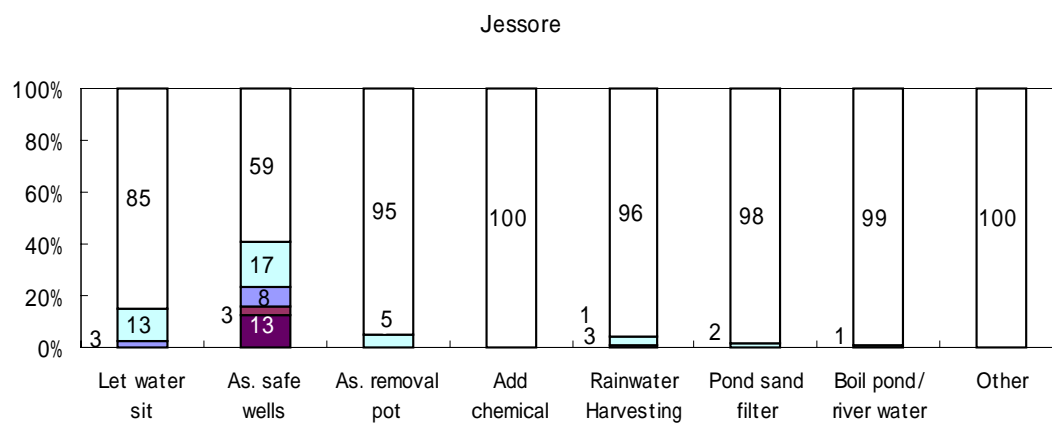 Jessore
100%
80%
60%
40%
20%
0%
85
13
3
59
17
8
3
13
95
5
100
96
1
3
98
2
99
1
100
Let water sit
As. safe wells
As. removal pot
Add chemical
Rainwater Harvesting
Pond sand filter
Boil pond/ river water
Other